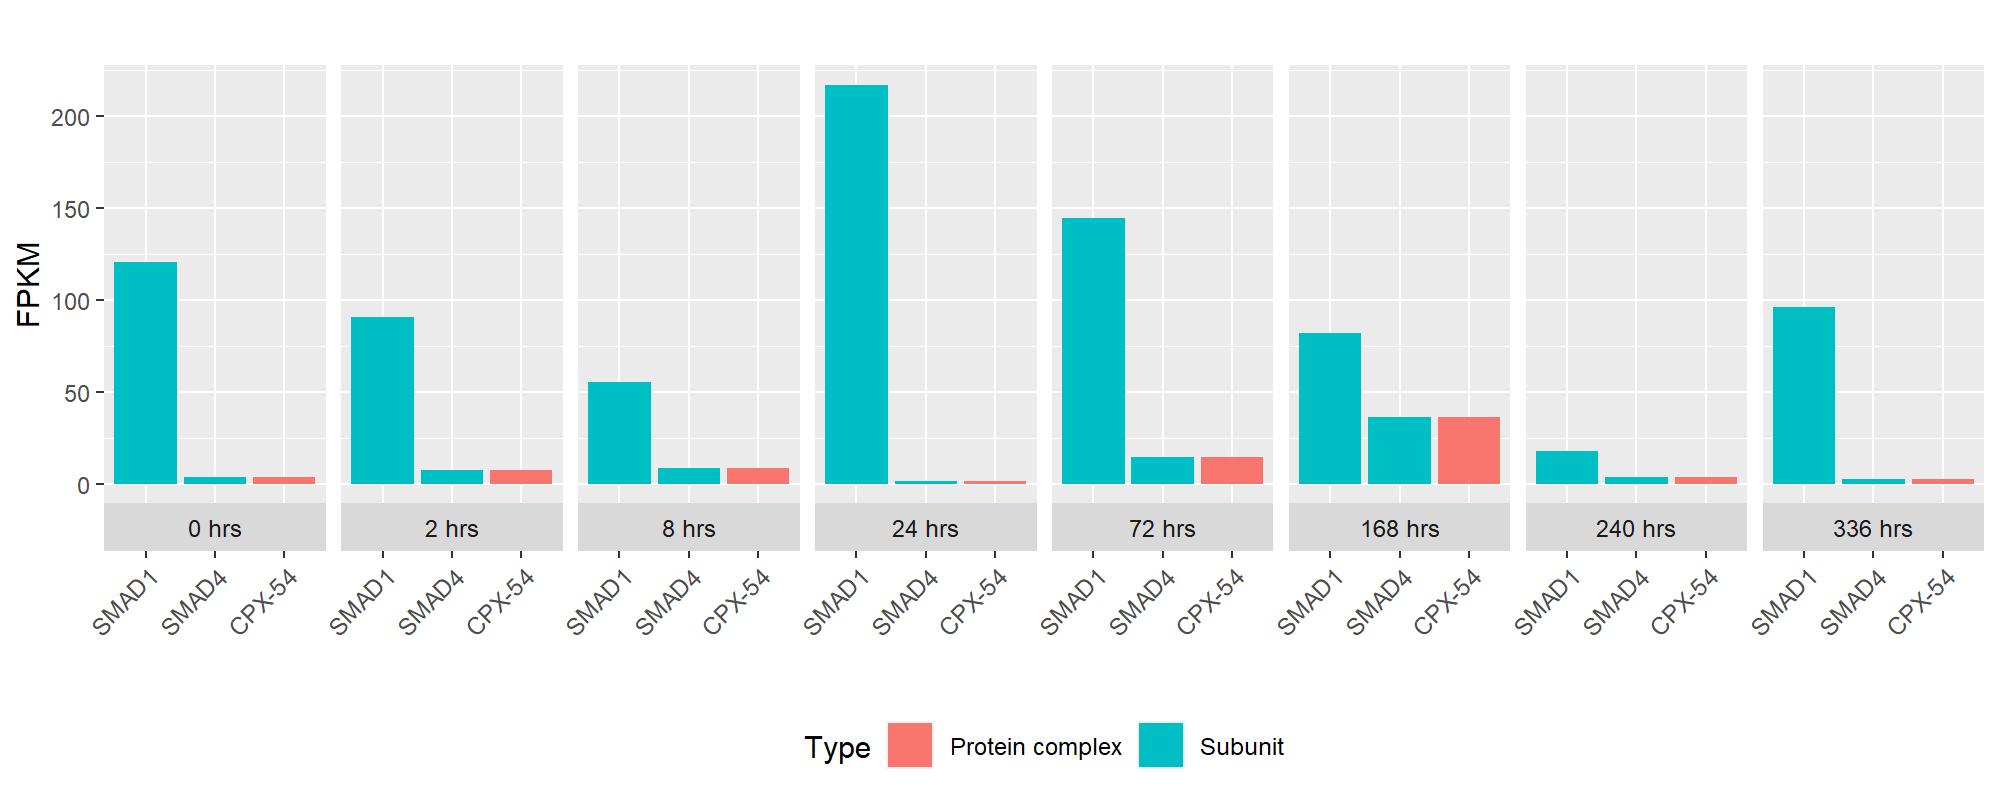 FPKM
200
150
100
50
0
0 hrs 2 hrs 8 hrs 24 hrs 72 hrs 168 hrs 240 hrs 336 hrs
SMAD1 SMAD4 CPX-54 SMAD1 SMAD4 CPX-54 SMAD1 SMAD4 CPX-54 SMAD1 SMAD4 CPX-54 SMAD1 SMAD4 CPX-54 SMAD1 SMAD4 CPX-54 SMAD1 SMAD4 CPX-54 SMAD1 SMAD4 CPX-54
Type Protein complex Subunit